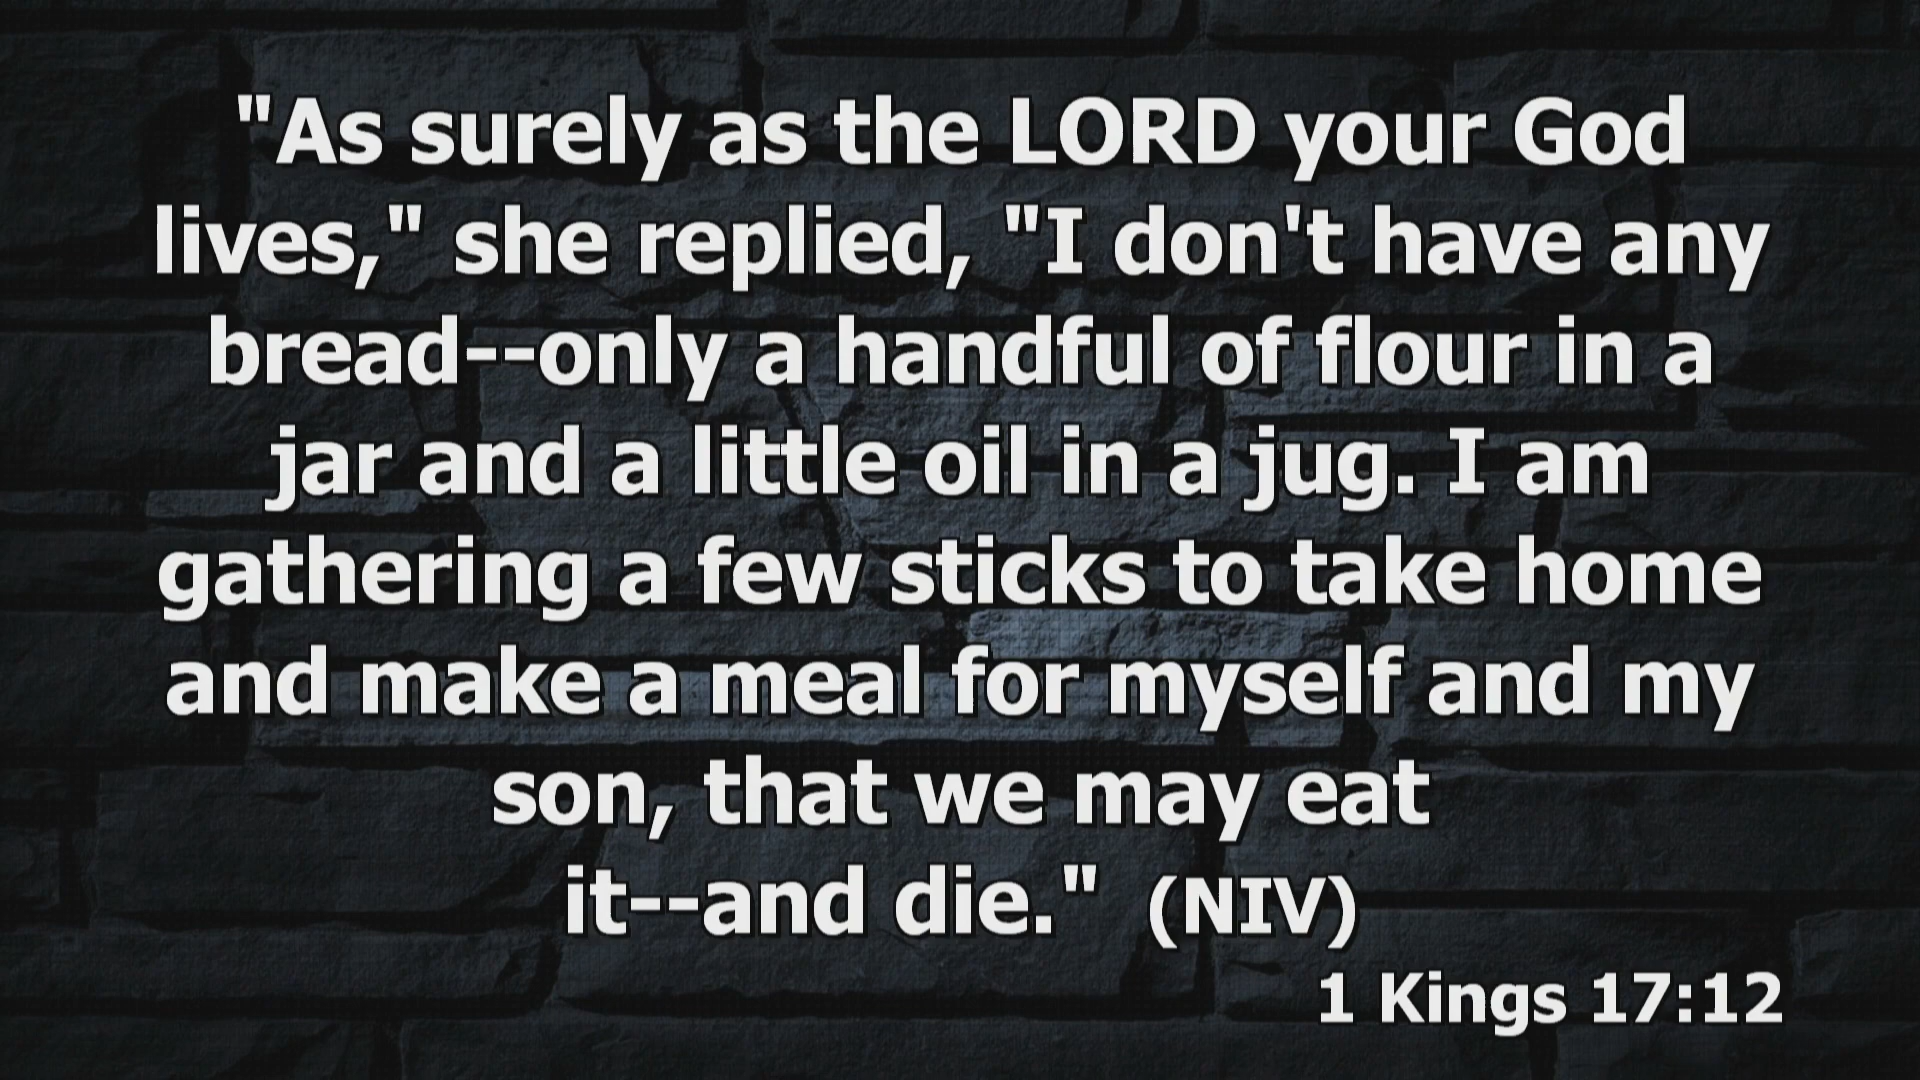 "As surely as the LORD your God
lives," she replied, "I don't have any
bread--only a handful of flour in a
jar and a little oil in a jug. I am
gathering a few sticks to take home
and make a meal for myself and my
son, that we may eat
it--and die."  (NIV)
1 Kings 17:12